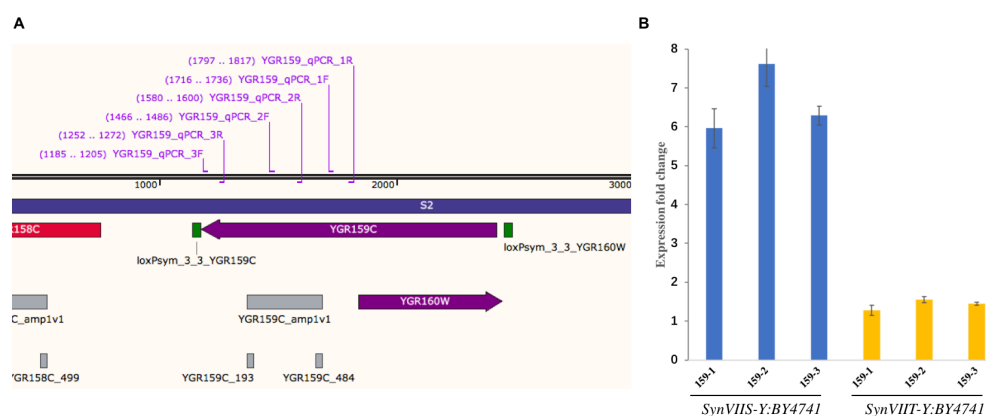 A
B
(1797 .. 1817) YGR159_qPCR_1R
(1716 .. 1736) YGR159_qPCR_1F
(1580 .. 1600) YGR159_qPCR_2R
(1466 .. 1486) YGR159_qPCR_2F
(1252 .. 1272) YGR159_qPCR_3R
(1185 .. 1205) YGR159_qPCR_3F
1000
2000
3000
S2
R158C
YGR159C
loxPsym_3_3_YGR159C
loxPsym_3_3_YGR160W
YGR160W
C_amp1v1
YGR159C_amp1v1
YGR158C_499
YGR159C_193
YGR159C_484
Expression fold change
8
7
6
5
4
3
2
1
0
159-1
159-2
159-3
159-1
159-2
159-3
SynVIIS-Y:BY4741
SynVIIT-Y:BY4741